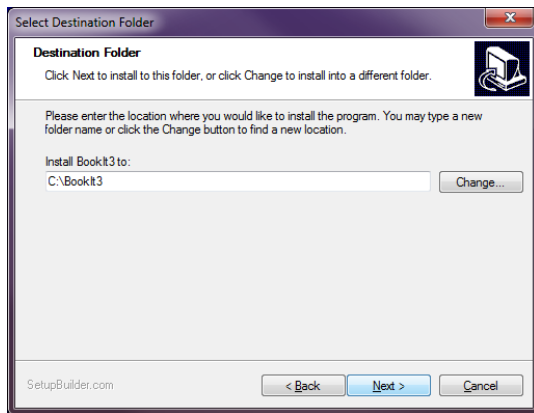 Select Destination Folder
Destination Folder
Click Next to install to this folder, or click Change to install into a different folder.
Please enter the location where you would like to install the program. You may type a new
folder name or click the Change button to find a new location.
Install BookIt3 to:
C:\BookIt3
Change...
SetupBuilder.com
< Back
Next >
Cancel